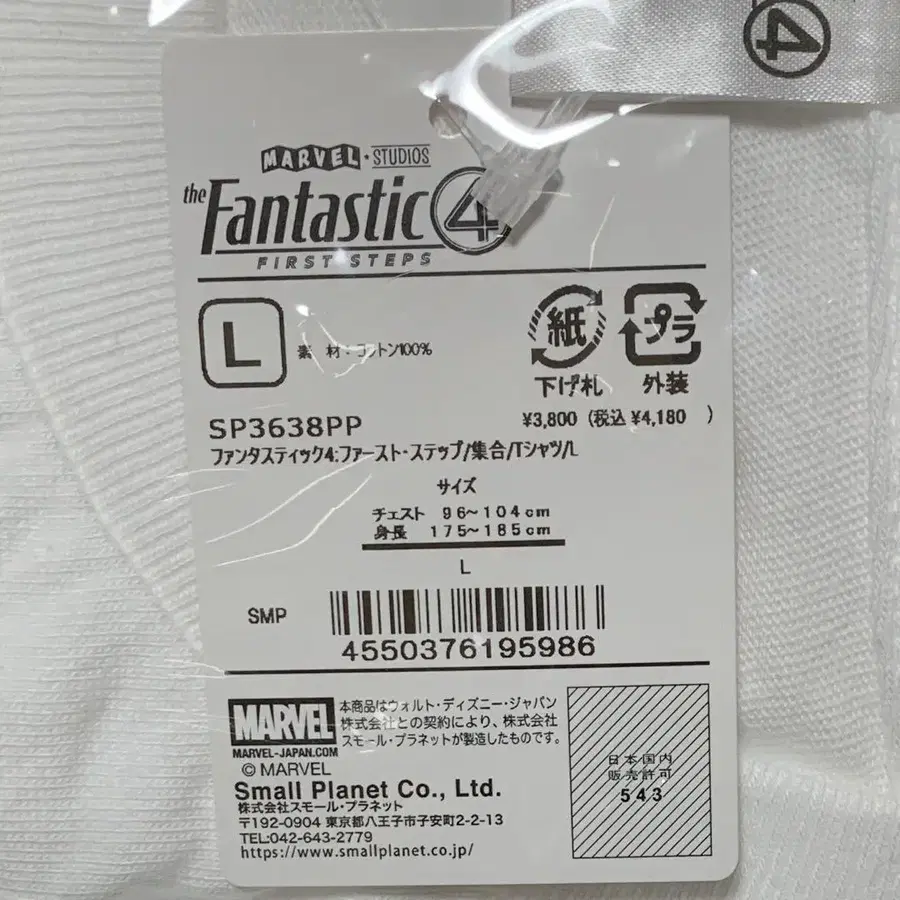 4
MARVEL STUDIOS
the Fantastic 4
FIRST STEPS
L
素 材:コットン100%
紙
プラ
下げ札
外装
¥3,800 (税込 ¥4,180 )
SP3638PP
ファンタスティック4:ファースト・ステップ/集合/Tシャツ/L
サイズ
チェスト 96~104cm
身長 175~185cm
L
SMP
4550376195986
MARVEL
MARVEL-JAPAN.COM
© MARVEL
本商品はウォルト・ディズニー・ジャパン
株式会社との契約により、株式会社
スモール・プラネットが製造したものです。
Small Planet Co., Ltd.
株式会社スモール・プラネット
〒192-0904 東京都八王子市子安町2-2-13
TEL:042-643-2779
https://www.smallplanet.co.jp/
日本国内
販売許可
543